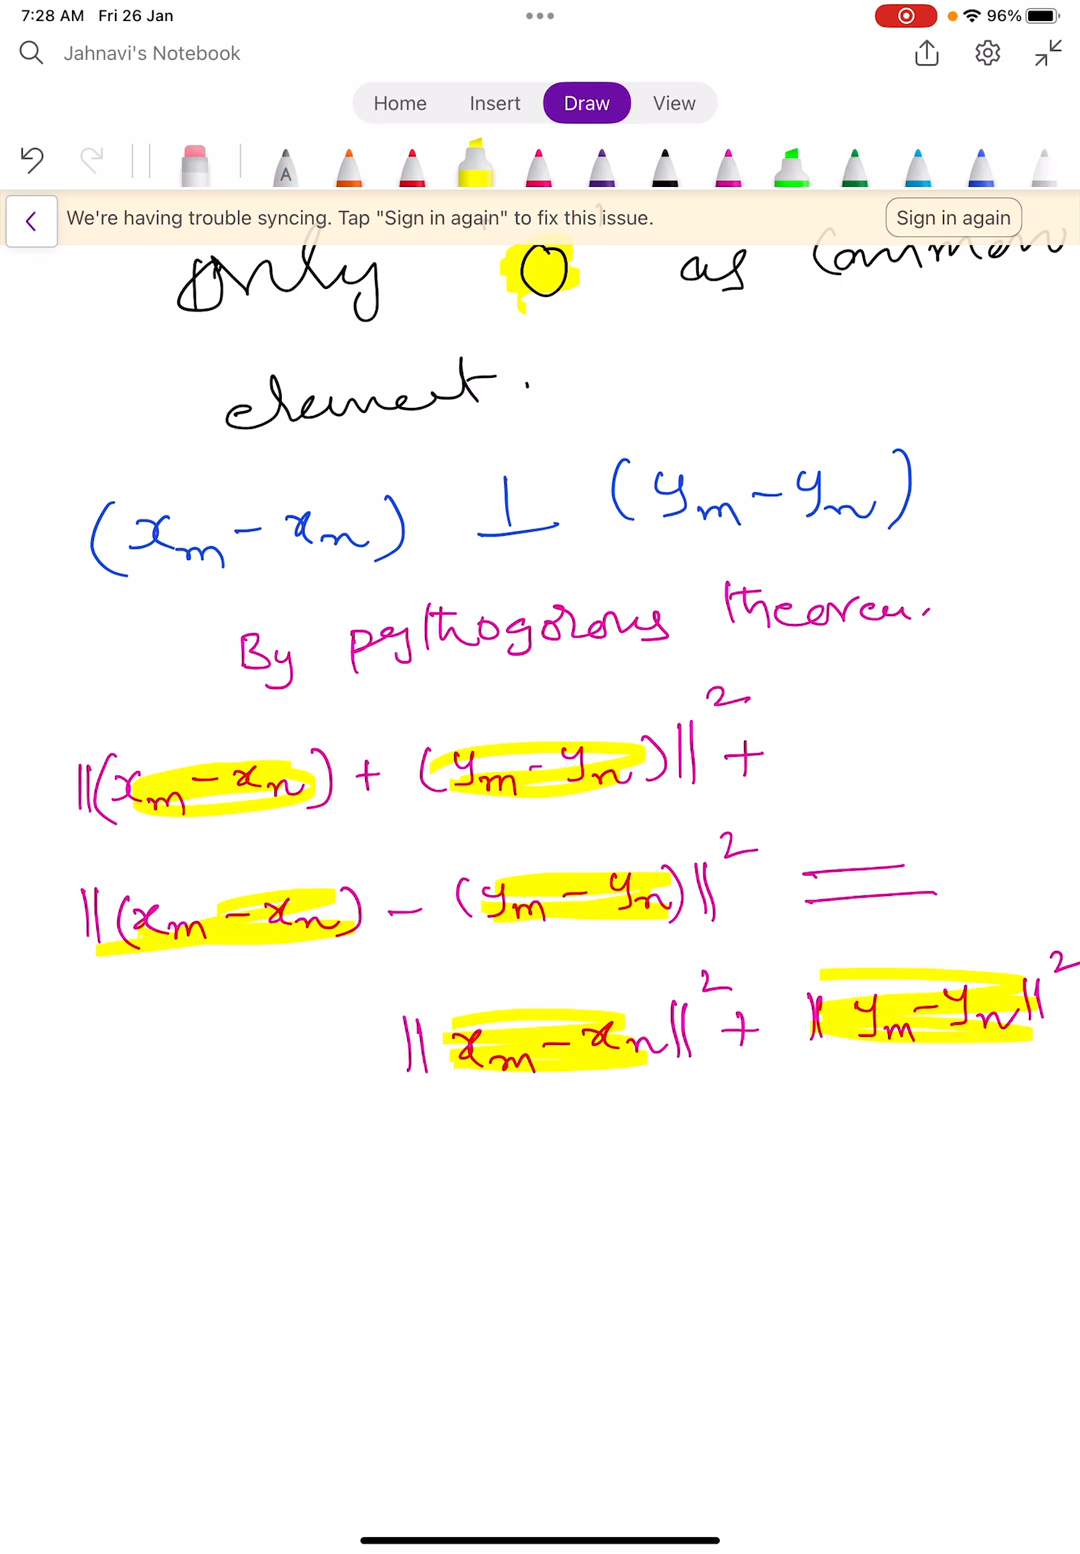 7:28 AM Fri 26 Jan
96%
Jahnavi's Notebook
Home Insert Draw View
A
We're having trouble syncing. Tap "Sign in again" to fix this issue.
Sign in again
only 0 as common
element.
(xₘ - xₙ) ⊥ (yₘ - yₙ)
By pythogorous theorem.
||(xₘ - xₙ) + (yₘ - yₙ)||² +
||(xₘ - xₙ) - (yₘ - yₙ)||² =
||xₘ - xₙ||² + ||yₘ - yₙ||²